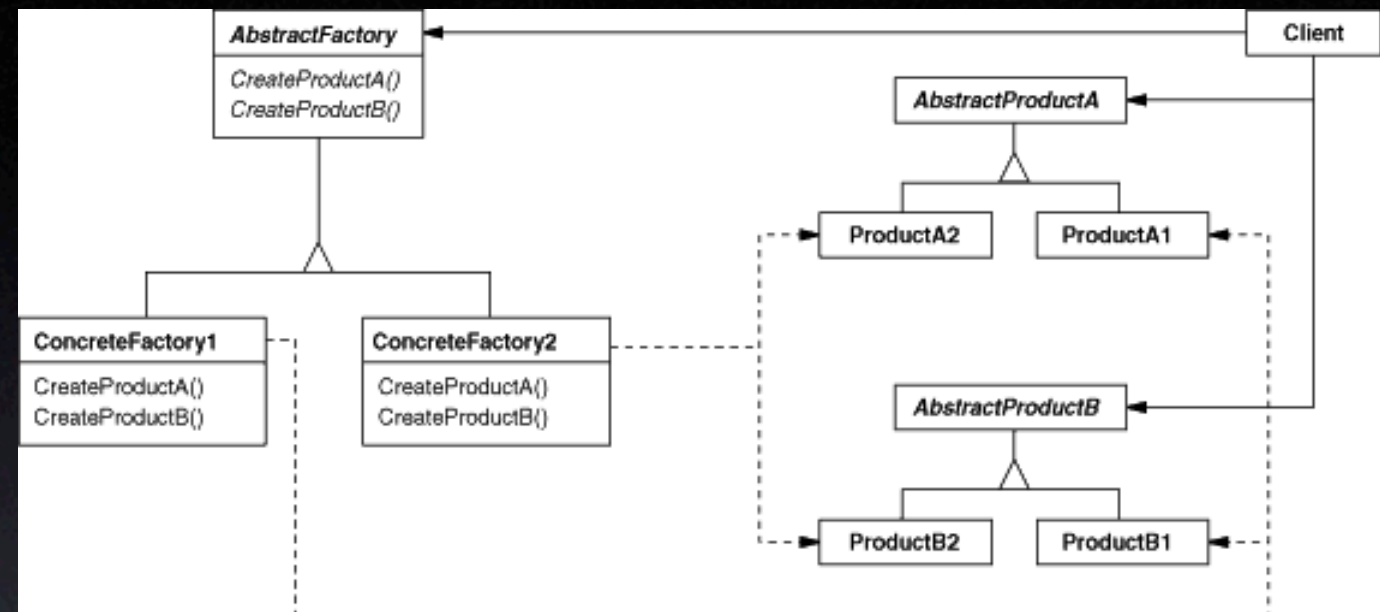 AbstractFactory
CreateProductA()
CreateProductB()
Client
AbstractProductA
ProductA2
ProductA1
ConcreteFactory1
CreateProductA()
CreateProductB()
ConcreteFactory2
CreateProductA()
CreateProductB()
AbstractProductB
ProductB2
ProductB1